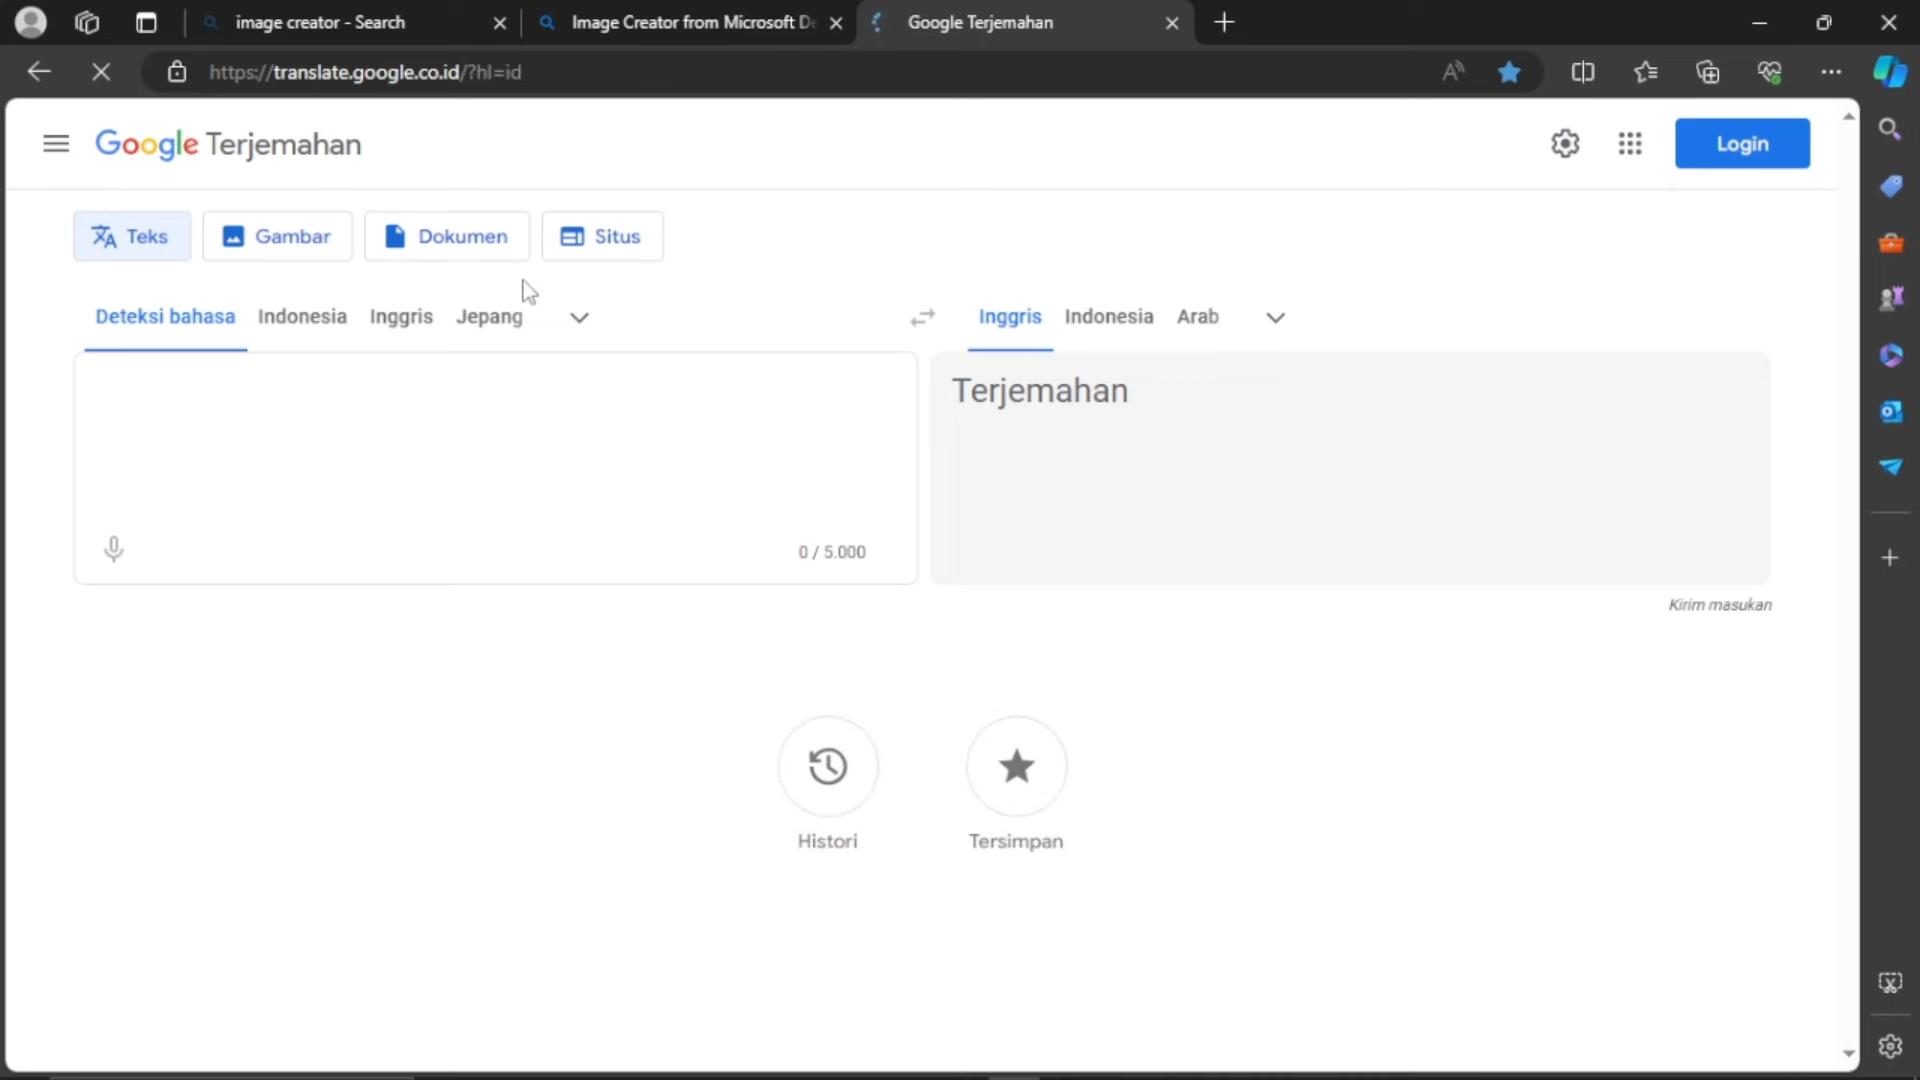 image creator - Search
Image Creator from Microsoft De
Google Terjemahan
https://translate.google.co.id/?hl=id
Google Terjemahan
Login
Teks
Gambar
Dokumen
Situs
Deteksi bahasa
Indonesia
Inggris
Jepang
Inggris
Indonesia
Arab
Terjemahan
0 / 5.000
Kirim masukan
Histori
Tersimpan